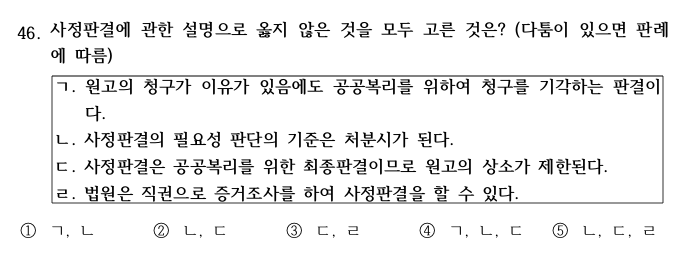 46. 사정판결에 관한 설명으로 옳지 않은 것을 모두 고른 것은? (다툼이 있으면 판례
에 따름)
ㄱ. 원고의 청구가 이유가 있음에도 공공복리를 위하여 청구를 기각하는 판결이
다.
ㄴ. 사정판결의 필요성 판단의 기준은 처분시가 된다.
ㄷ. 사정판결은 공공복리를 위한 최종판결이므로 원고의 상소가 제한된다.
ㄹ. 법원은 직권으로 증거조사를 하여 사정판결을 할 수 있다.
① ㄱ, ㄴ ② ㄴ, ㄷ ③ ㄷ, ㄹ ④ ㄱ, ㄴ, ㄷ ⑤ ㄴ, ㄷ, ㄹ